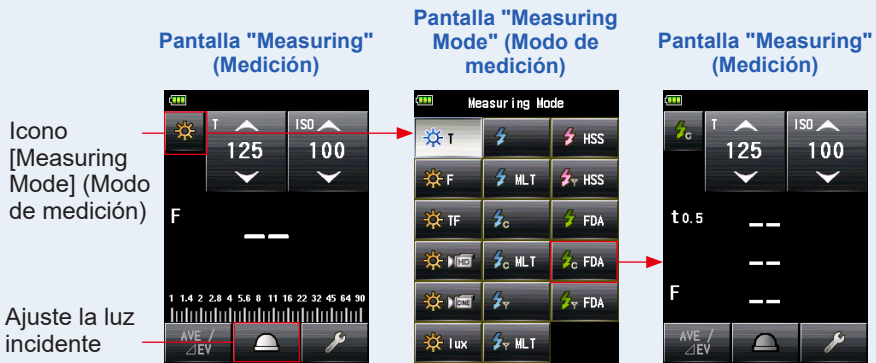 Pantalla "Measuring"
(Medición)
Pantalla "Measuring
Mode" (Modo de
medición)
Pantalla "Measuring"
(Medición)
Icono
[Measuring
Mode] (Modo
de medición)
Ajuste la luz
incidente
T
125
ISO
100
F
-- 
1 1.4 2 2.8 4 5.6 8 11 16 22 32 45 64 90
AVE /
⊿EV
Measuring Mode
T
HSS
F
MLT
HSS
TF
C
FDA
HD
C MLT
C FDA
CINE
FDA
lux
MLT
C
T
125
ISO
100
t0.5
--
--
F
--
AVE /
⊿EV